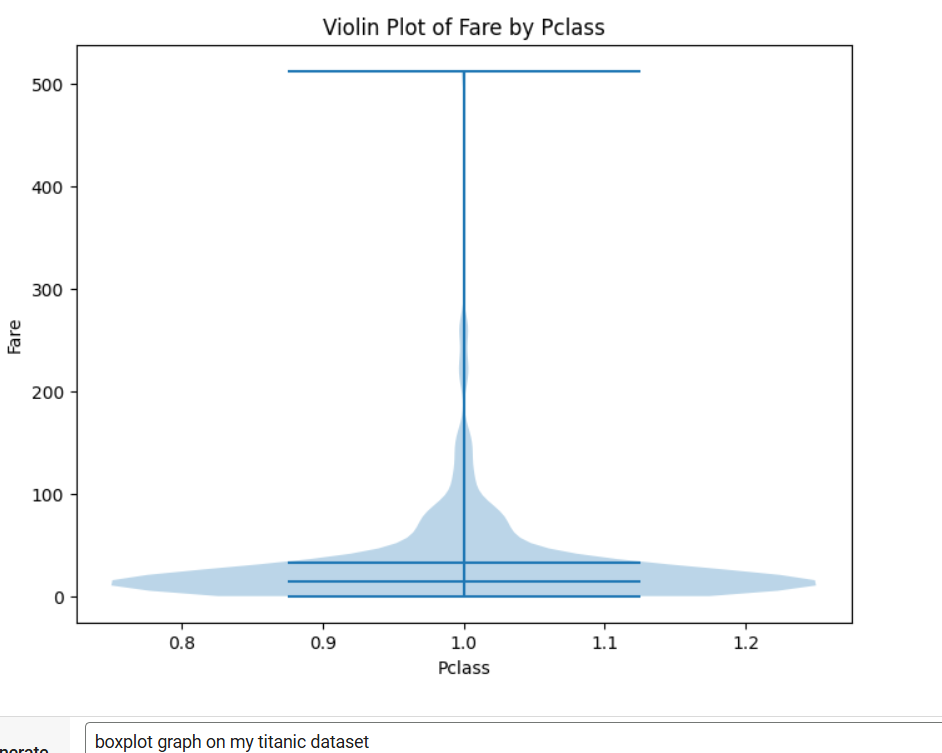 Violin Plot of Fare by Pclass
500
400
300
200
100
0
Fare
0.8 0.9 1.0 1.1 1.2
Pclass
boxplot graph on my titanic dataset